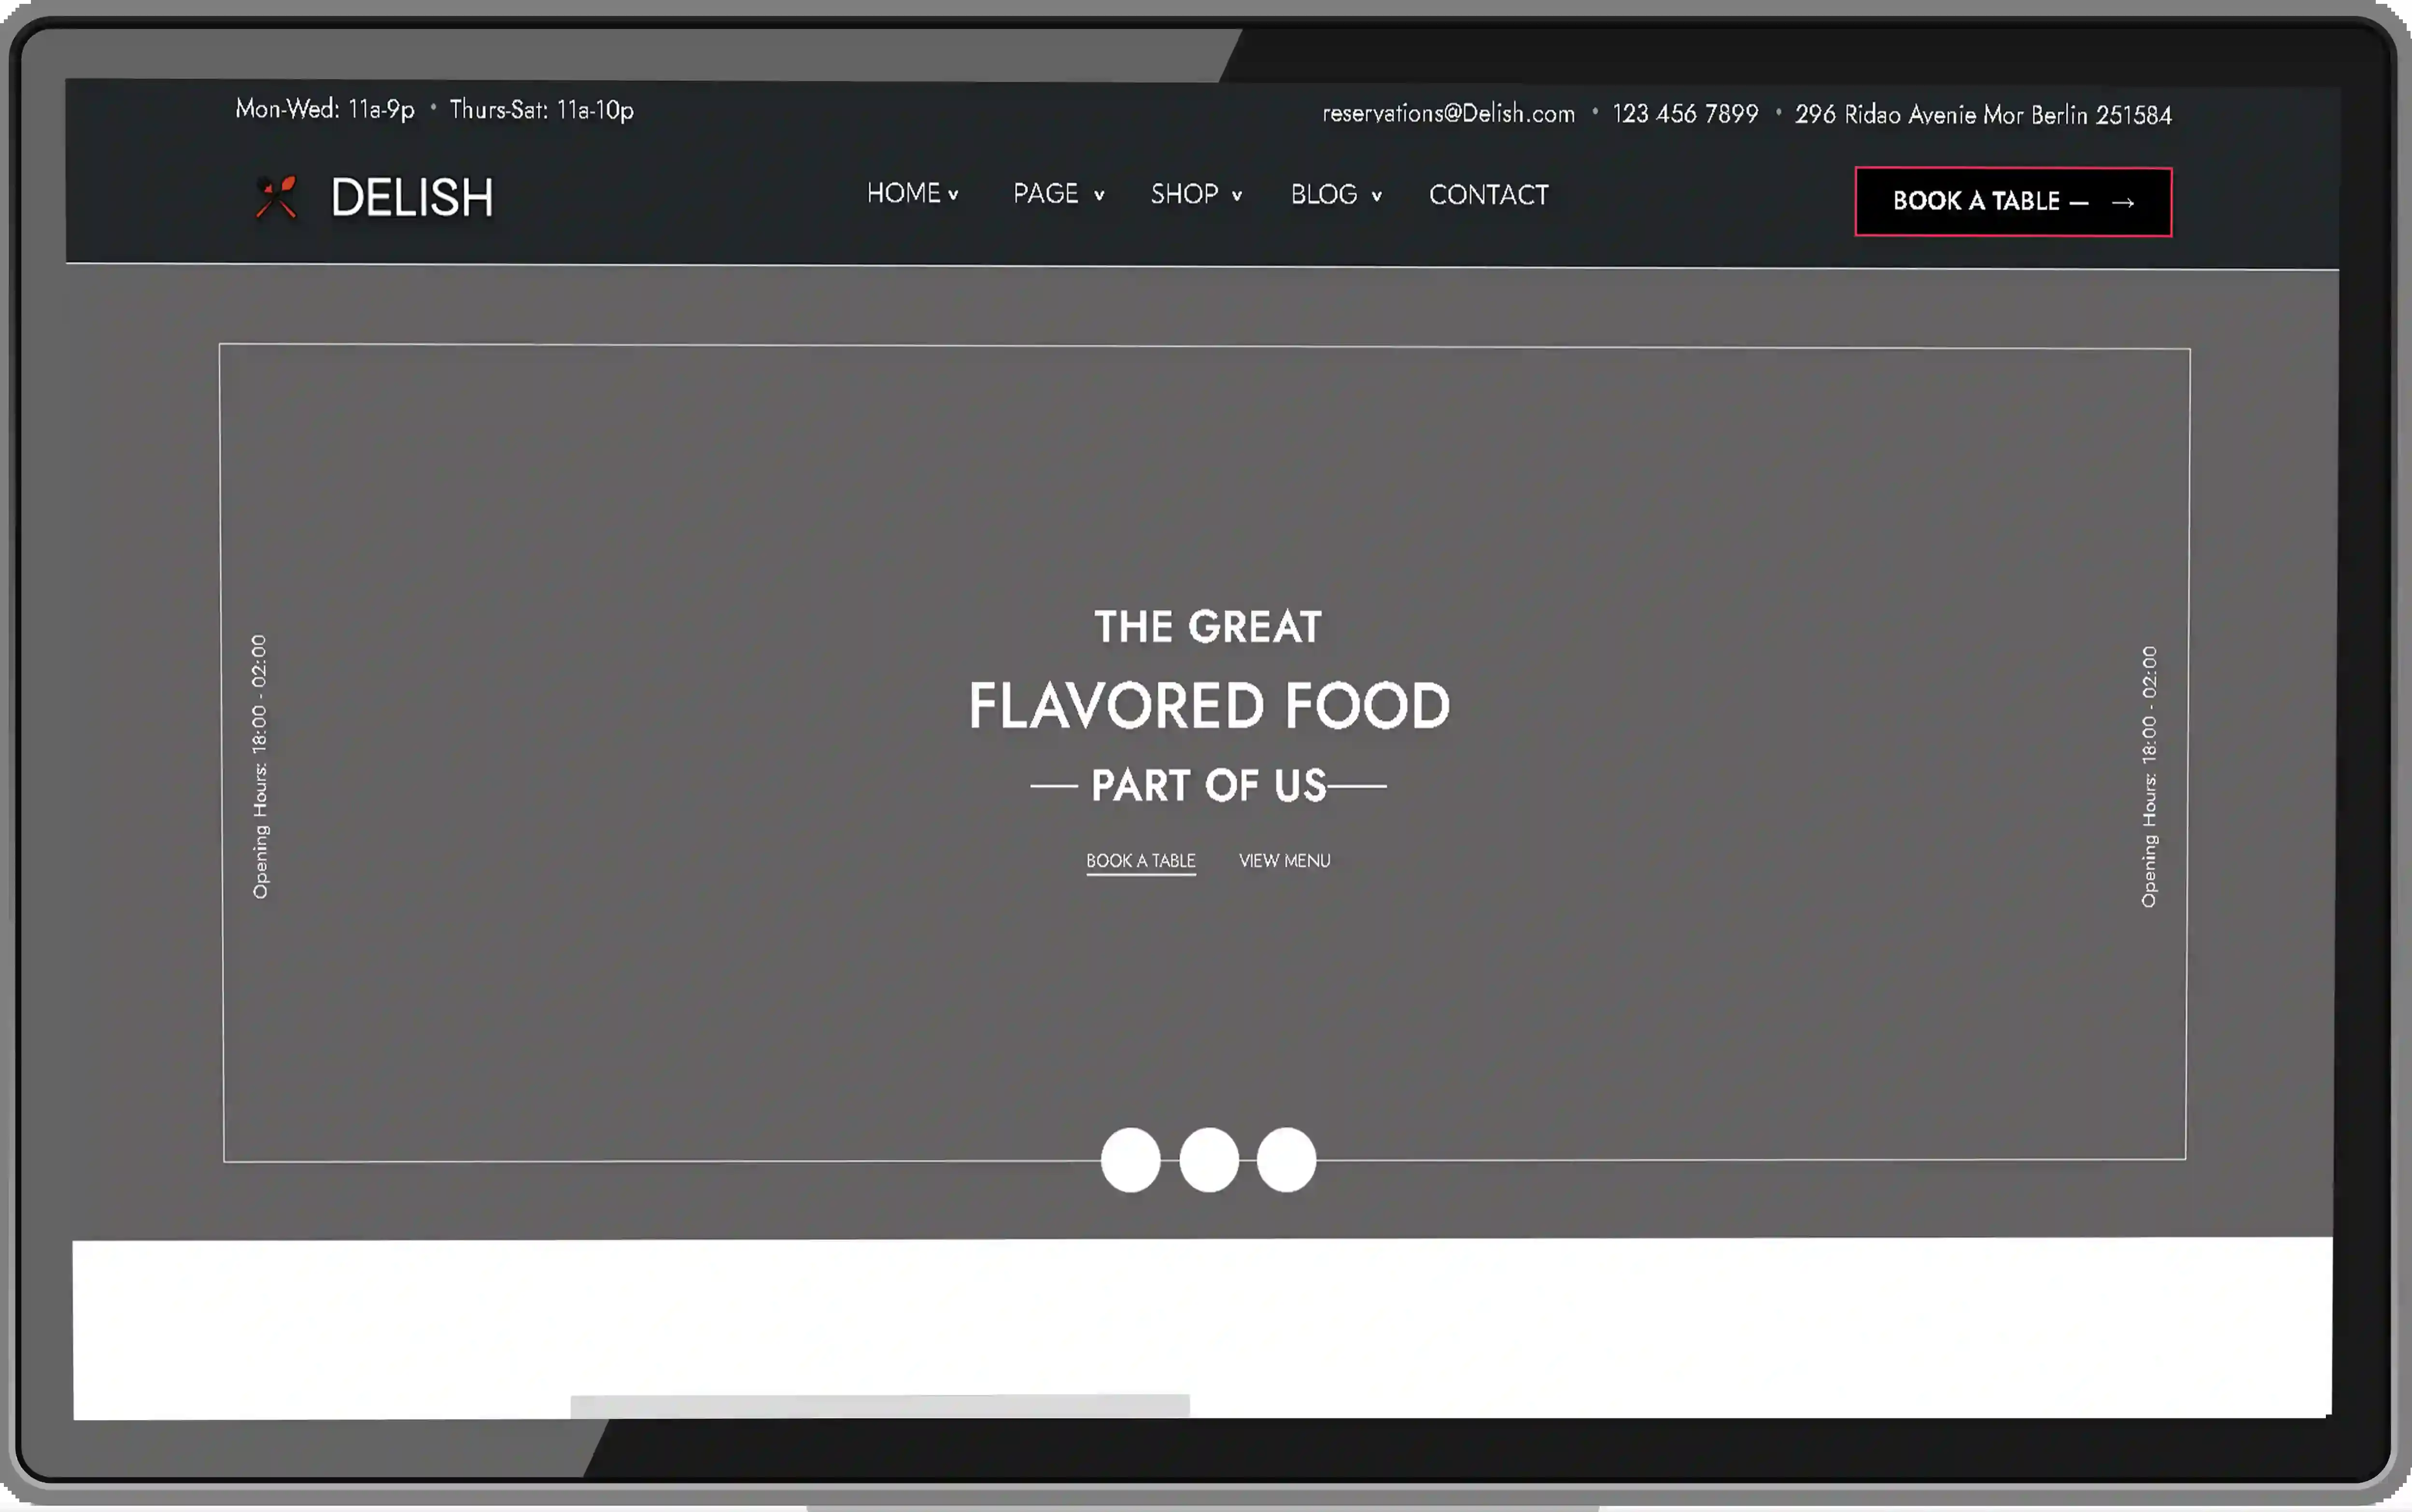 Mon-Wed: 11a-9p • Thurs-Sat: 11a-10p
reservations@Delish.com • 123 456 7899 • 296 Ridao Avenie Mor Berlin 251584
DELISH
HOME v PAGE v SHOP v BLOG v CONTACT
BOOK A TABLE — →
Opening Hours: 18:00 - 02:00
THE GREAT
FLAVORED FOOD
— PART OF US—
BOOK A TABLE VIEW MENU
Opening Hours: 18:00 - 02:00